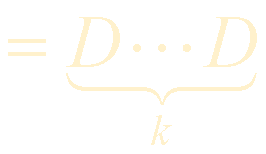 = D ⋯ D
k